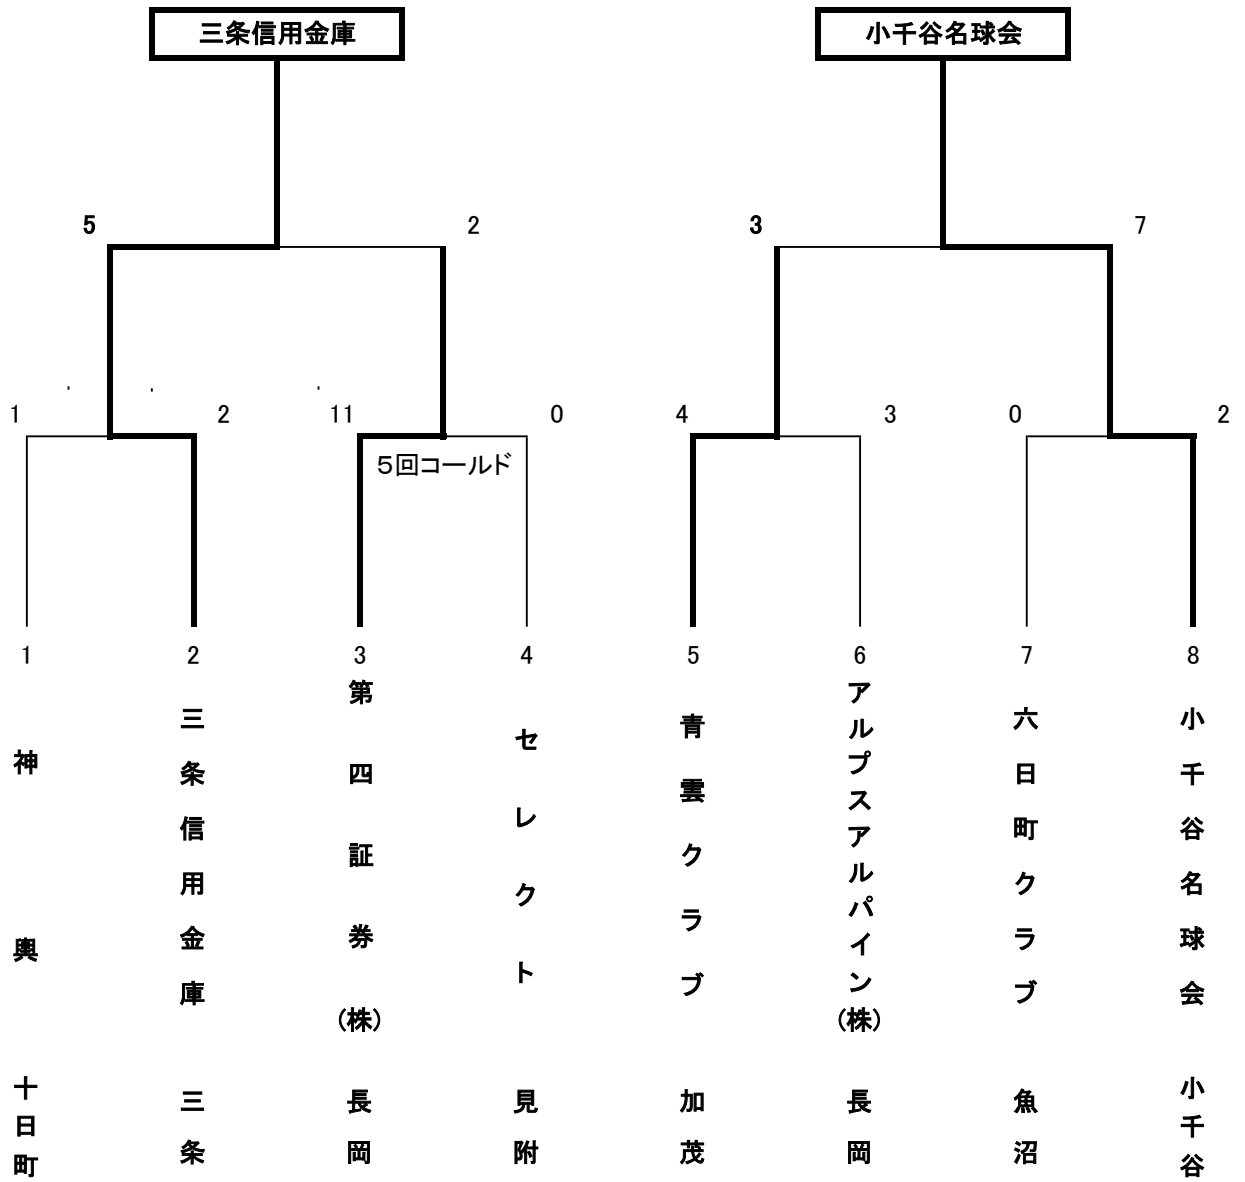 三条信用金庫
小千谷名球会
5
2
3
7
1
2
11
0
4
3
0
2
5回コールド
1
2
3
4
5
6
7
8
神輿
三条信用金庫
第四証券(株)
セレクト
青雲クラブ
アルプスアルパイン(株)
六日町クラブ
小千谷名球会
十日町
三条
長岡
見附
加茂
長岡
魚沼
小千谷